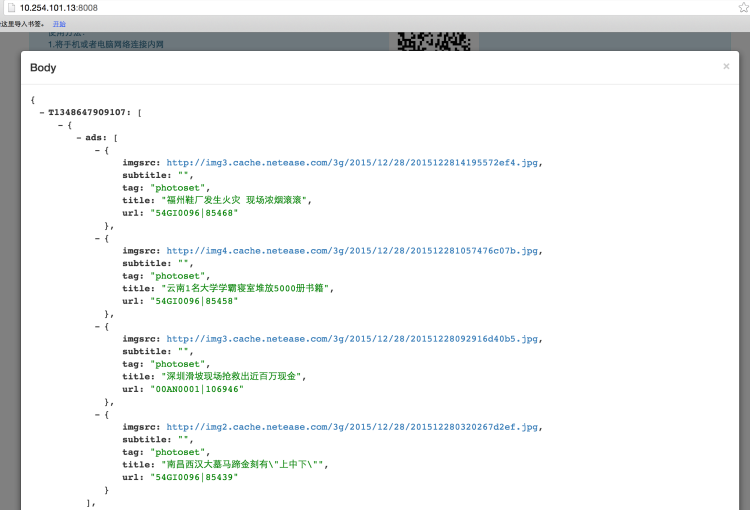 10.254.101.13:8008
这里导入书签。 开始
使用方法:
1.将手机或者电脑网络连接内网
Body
×
{
- T1348647909107: [
- {
- ads: [
- {
imgsrc: http://img3.cache.netease.com/3g/2015/12/28/2015122814195572ef4.jpg,
subtitle: "",
tag: "photoset",
title: "福州鞋厂发生火灾 现场浓烟滚滚",
url: "54GI0096|85468"
},
- {
imgsrc: http://img4.cache.netease.com/3g/2015/12/28/201512281057476c07b.jpg,
subtitle: "",
tag: "photoset",
title: "云南1名大学学霸寝室堆放5000册书籍",
url: "54GI0096|85458"
},
- {
imgsrc: http://img3.cache.netease.com/3g/2015/12/28/20151228092916d40b5.jpg,
subtitle: "",
tag: "photoset",
title: "深圳滑坡现场抢救出近百万现金",
url: "00AN0001|106946"
},
- {
imgsrc: http://img2.cache.netease.com/3g/2015/12/28/201512280320267d2ef.jpg,
subtitle: "",
tag: "photoset",
title: "南昌西汉大墓马蹄金刻有\"上中下\"",
url: "54GI0096|85439"
}
],